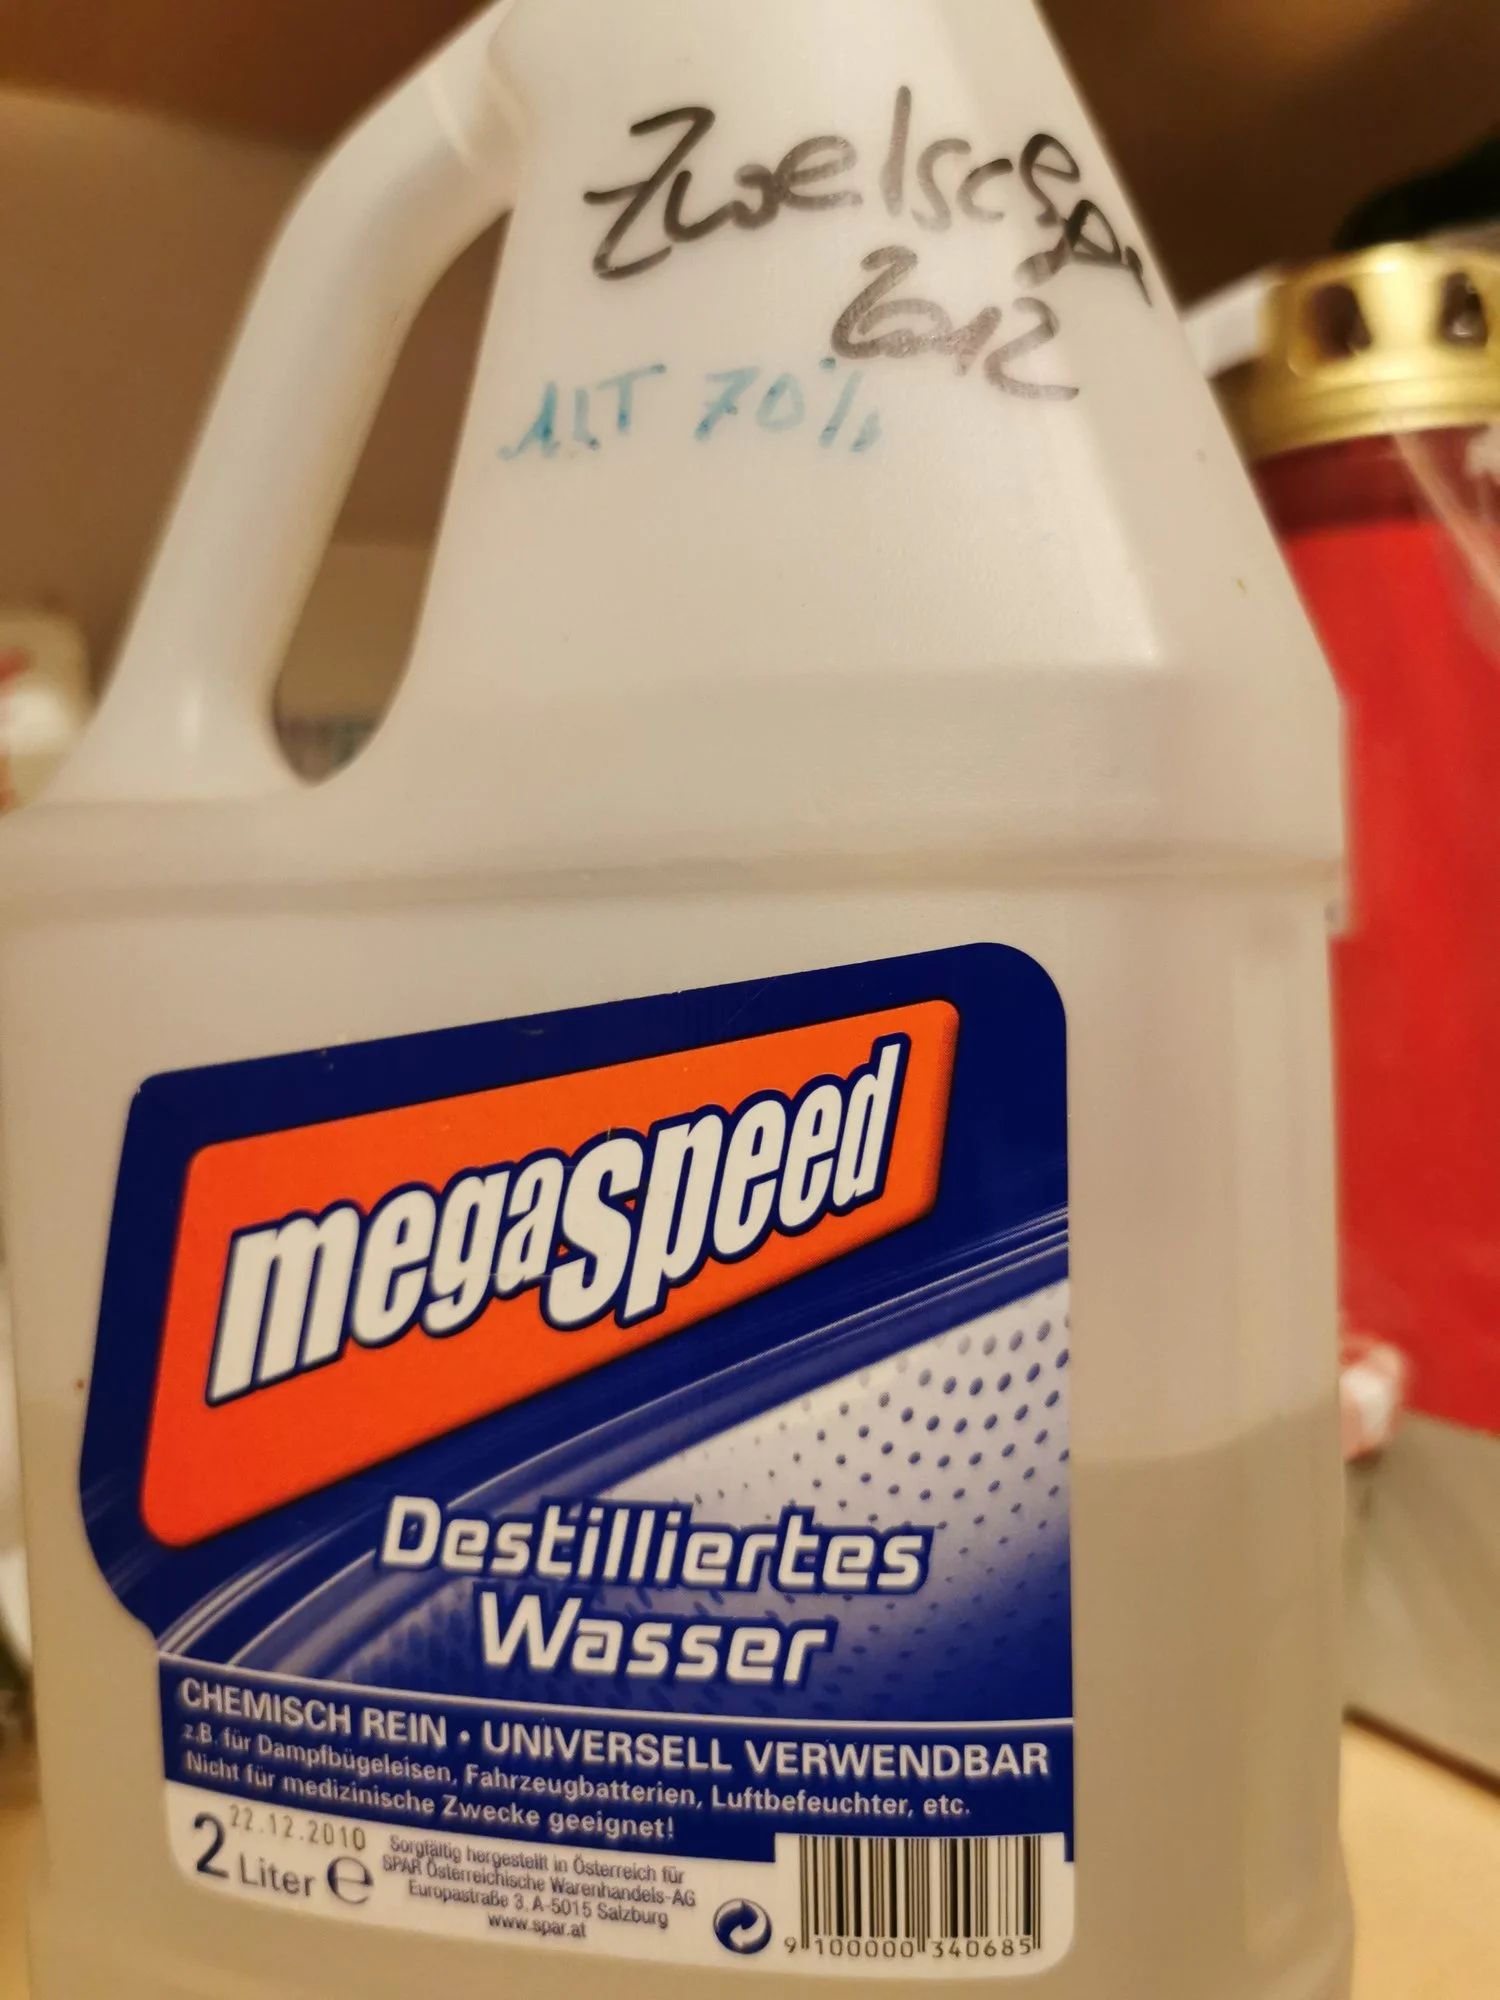 Zwelschn
2012
ALT 70%
megaspeed
Destilliertes
Wasser
CHEMISCH REIN • UNIVERSELL VERWENDBAR
z.B. für Dampfbügeleisen, Fahrzeugbatterien, Luftbefeuchter, etc.
Nicht für medizinische Zwecke geeignet!
22.12.2010
2 Liter ℮
Sorgfältig hergestellt in Österreich für
SPAR Österreichische Warenhandels-AG
Europastraße 3, A-5015 Salzburg
www.spar.at
9 100000 340685